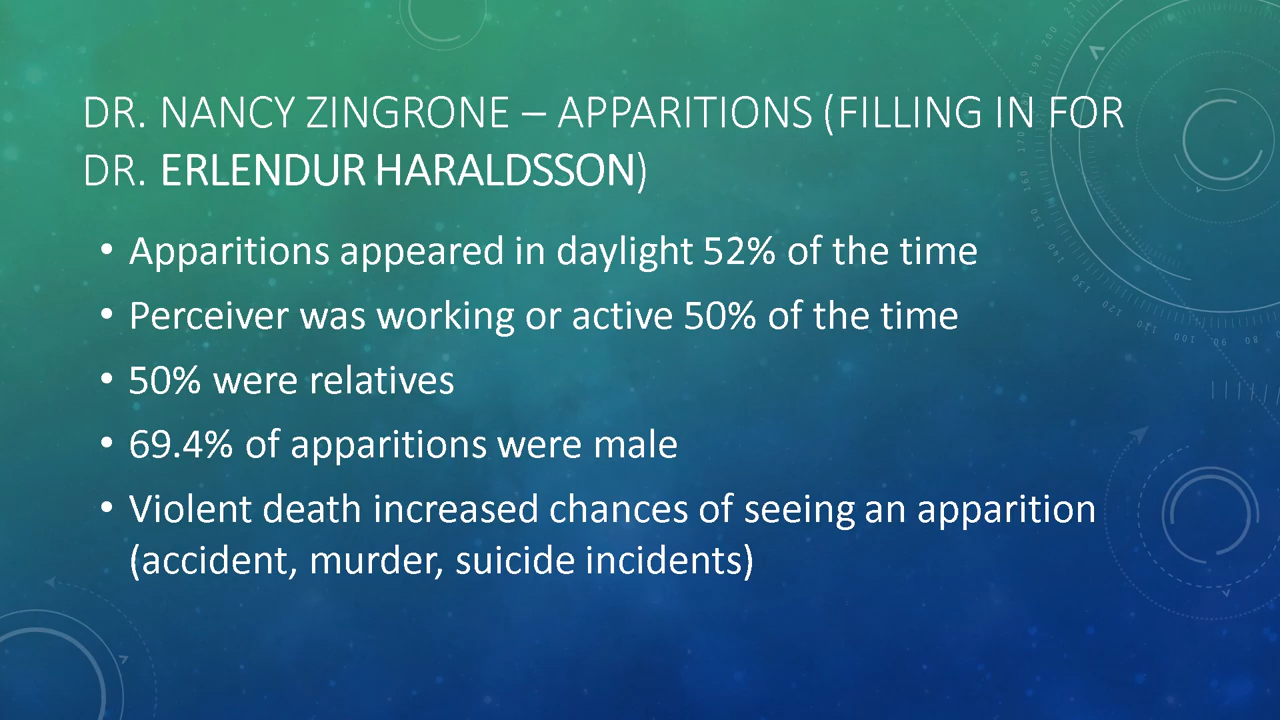 DR. NANCY ZINGRONE – APPARITIONS (FILLING IN FOR
DR. ERLENDUR HARALDSSON)
• Apparitions appeared in daylight 52% of the time
• Perceiver was working or active 50% of the time
• 50% were relatives
• 69.4% of apparitions were male
• Violent death increased chances of seeing an apparition
(accident, murder, suicide incidents)